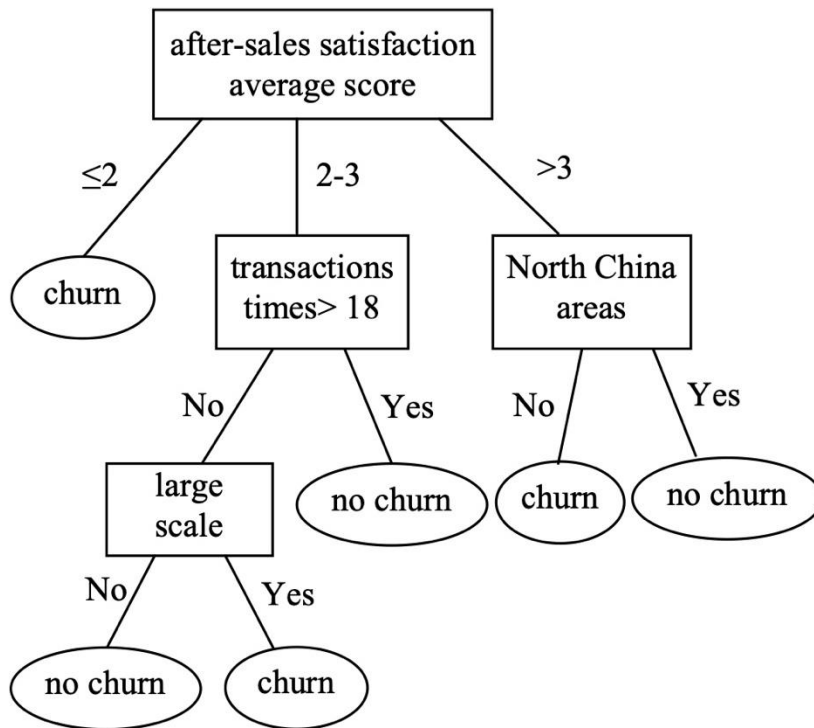 after-sales satisfaction
average score
≤2
2-3
>3
churn
transactions
times> 18
North China
areas
No
Yes
No
Yes
large
scale
no churn
churn
no churn
No
Yes
no churn
churn